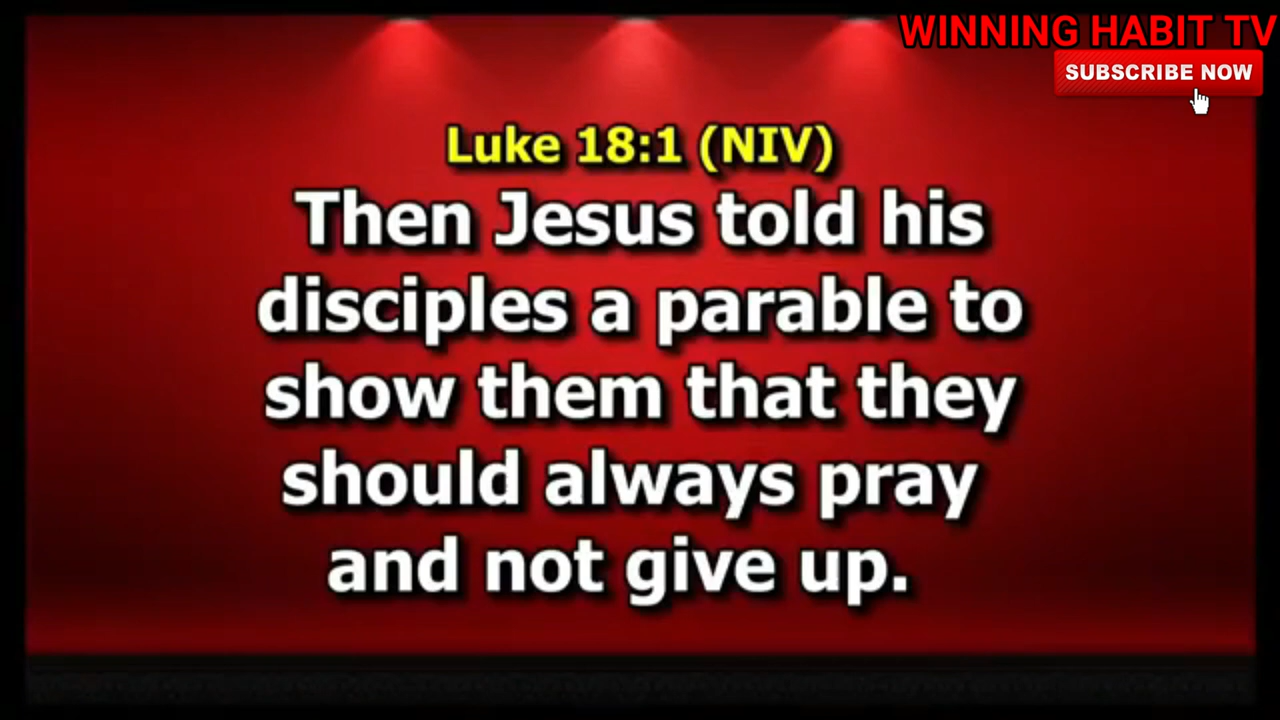 WINNING HABIT TV
SUBSCRIBE NOW
Luke 18:1 (NIV)
Then Jesus told his
disciples a parable to
show them that they
should always pray
and not give up.